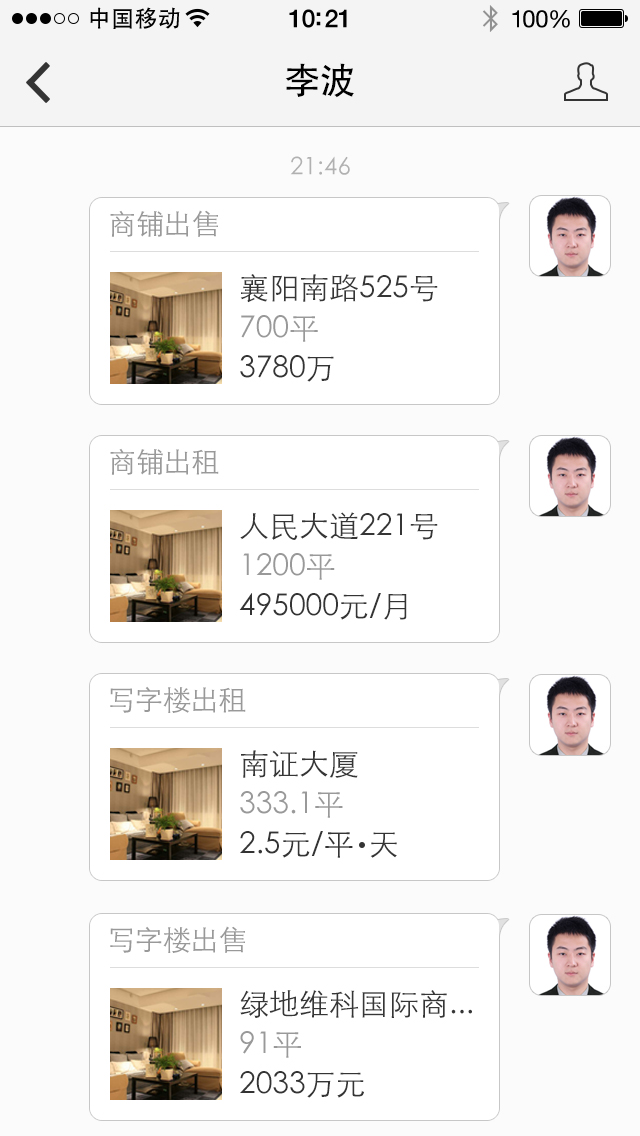 中国移动 10:21 100%
李波
21:46
商铺出售
襄阳南路525号
700平
3780万
商铺出租
人民大道221号
1200平
495000元/月
写字楼出租
南证大厦
333.1平
2.5元/平•天
写字楼出售
绿地维科国际商...
91平
2033万元